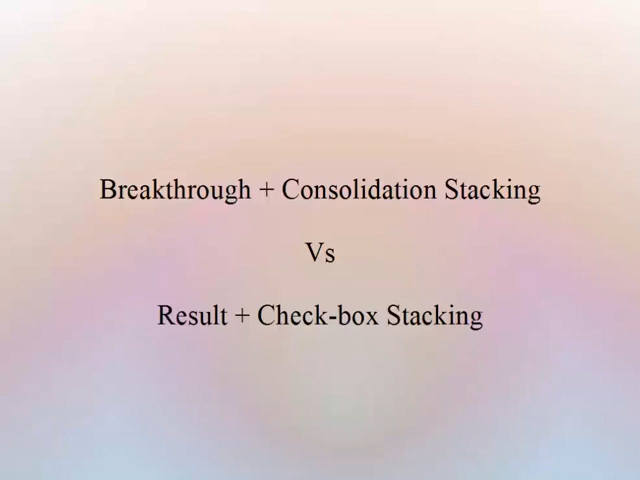 Breakthrough + Consolidation Stacking
Vs
Result + Check-box Stacking